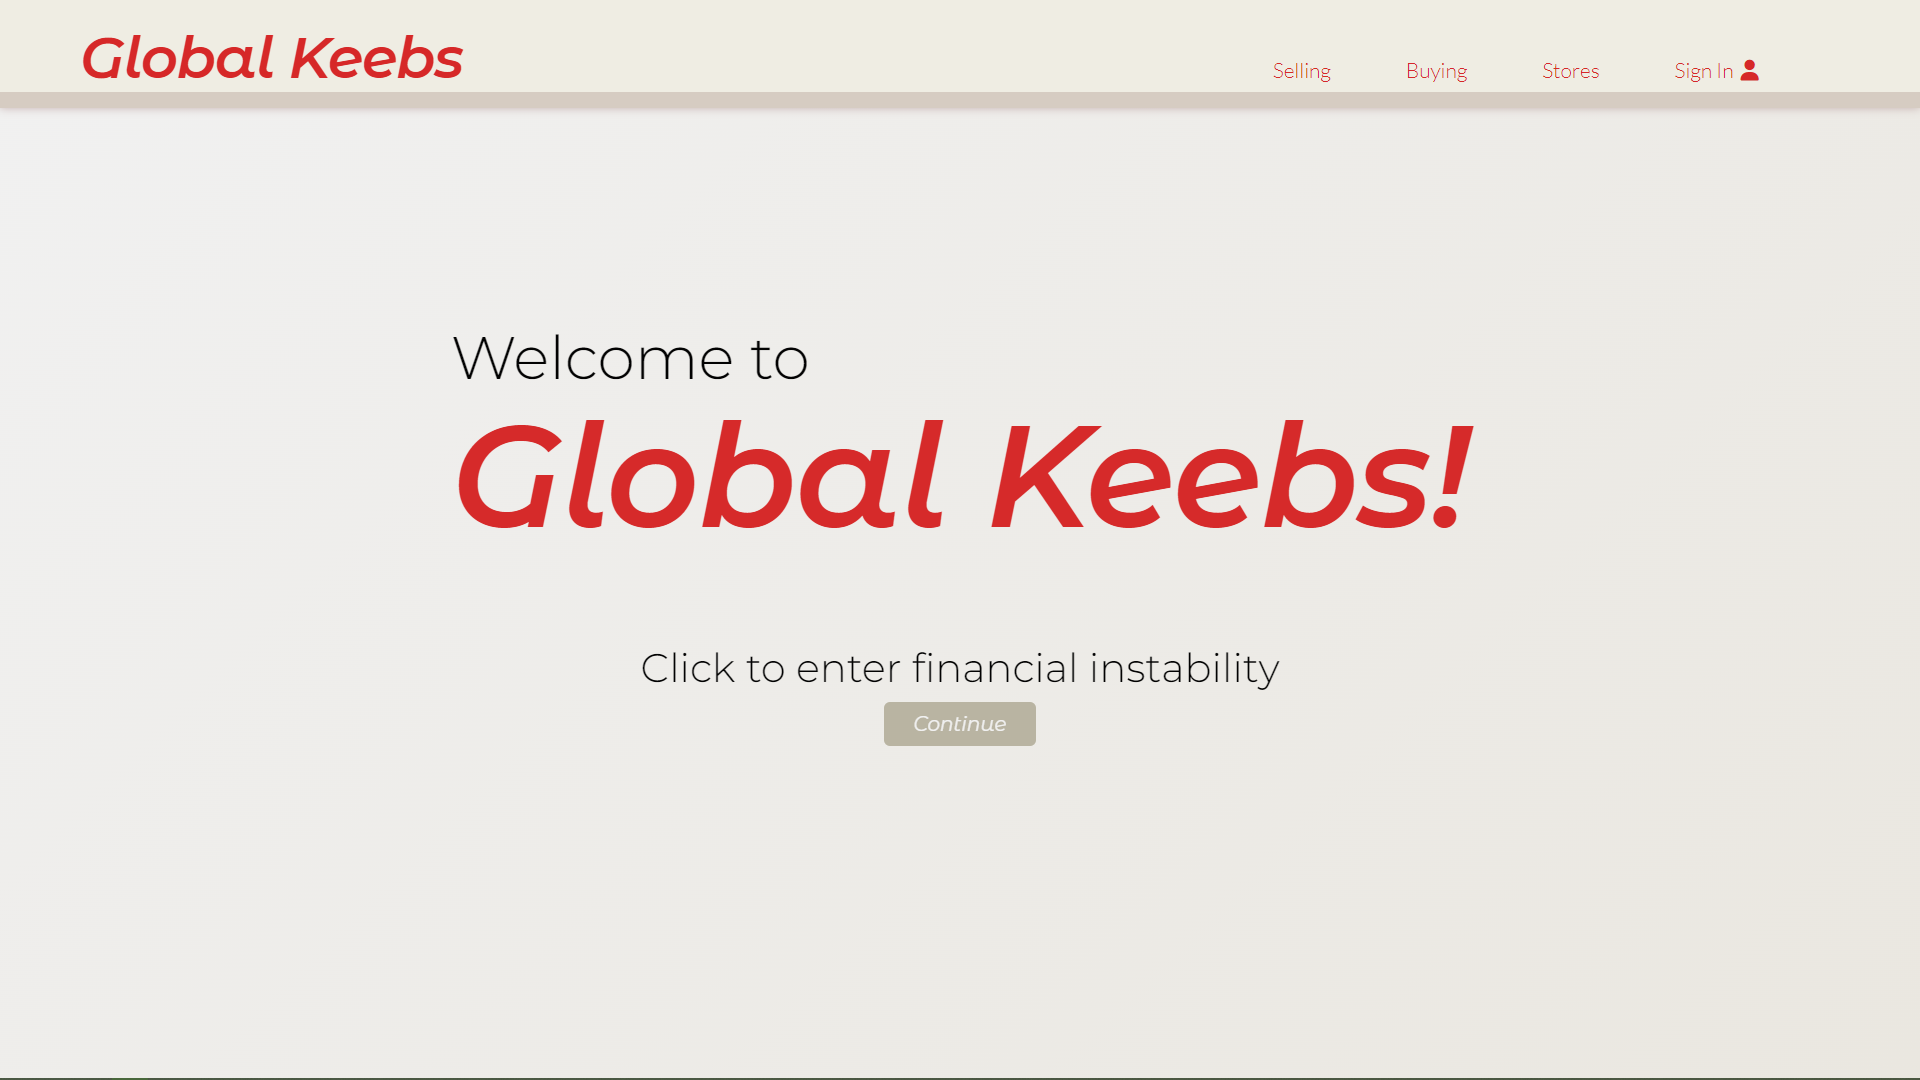 Global Keebs
Selling Buying Stores Sign In
Welcome to
Global Keebs!
Click to enter financial instability
Continue